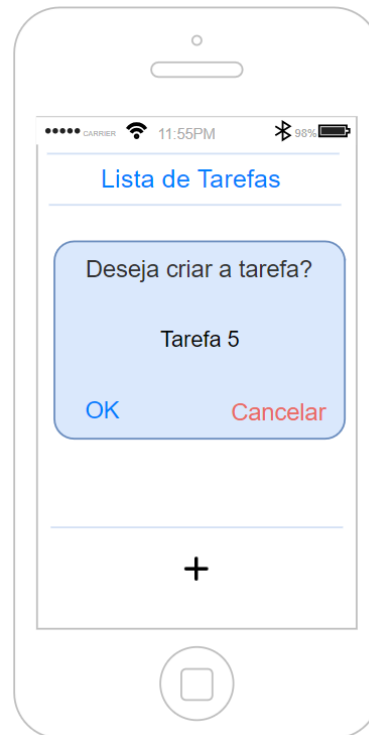 CARRIER 11:55PM 98%
Lista de Tarefas
Deseja criar a tarefa?
Tarefa 5
OK Cancelar
+